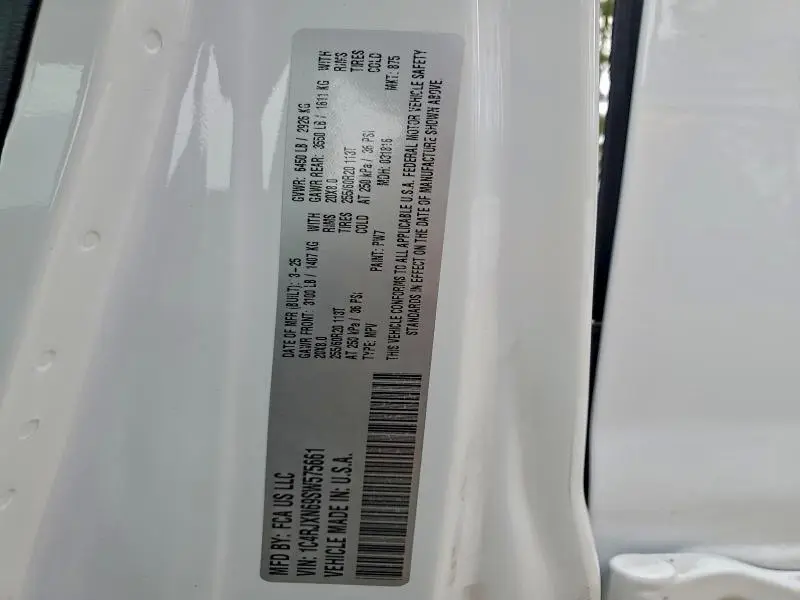 MFD BY: FCA US LLC
VIN: 1C4RJXN69SW575661
VEHICLE MADE IN: U.S.A.
DATE OF MFR (BUILT): 3-25
GVWR: 6450 LB / 2926 KG
GAWR FRONT: 3100 LB / 1407 KG WITH
GAWR REAR: 3550 LB / 1611 KG WITH
20X8.0 RIMS
20X8.0 RIMS
255/60R20 113T TIRES
255/60R20 113T TIRES
AT 250 kPa / 36 PSI COLD
AT 250 kPa / 36 PSI COLD
TYPE: MPV PAINT: PW7 MDH: 031816 MKT: 875
THIS VEHICLE CONFORMS TO ALL APPLICABLE U.S.A. FEDERAL MOTOR VEHICLE SAFETY
STANDARDS IN EFFECT ON THE DATE OF MANUFACTURE SHOWN ABOVE.